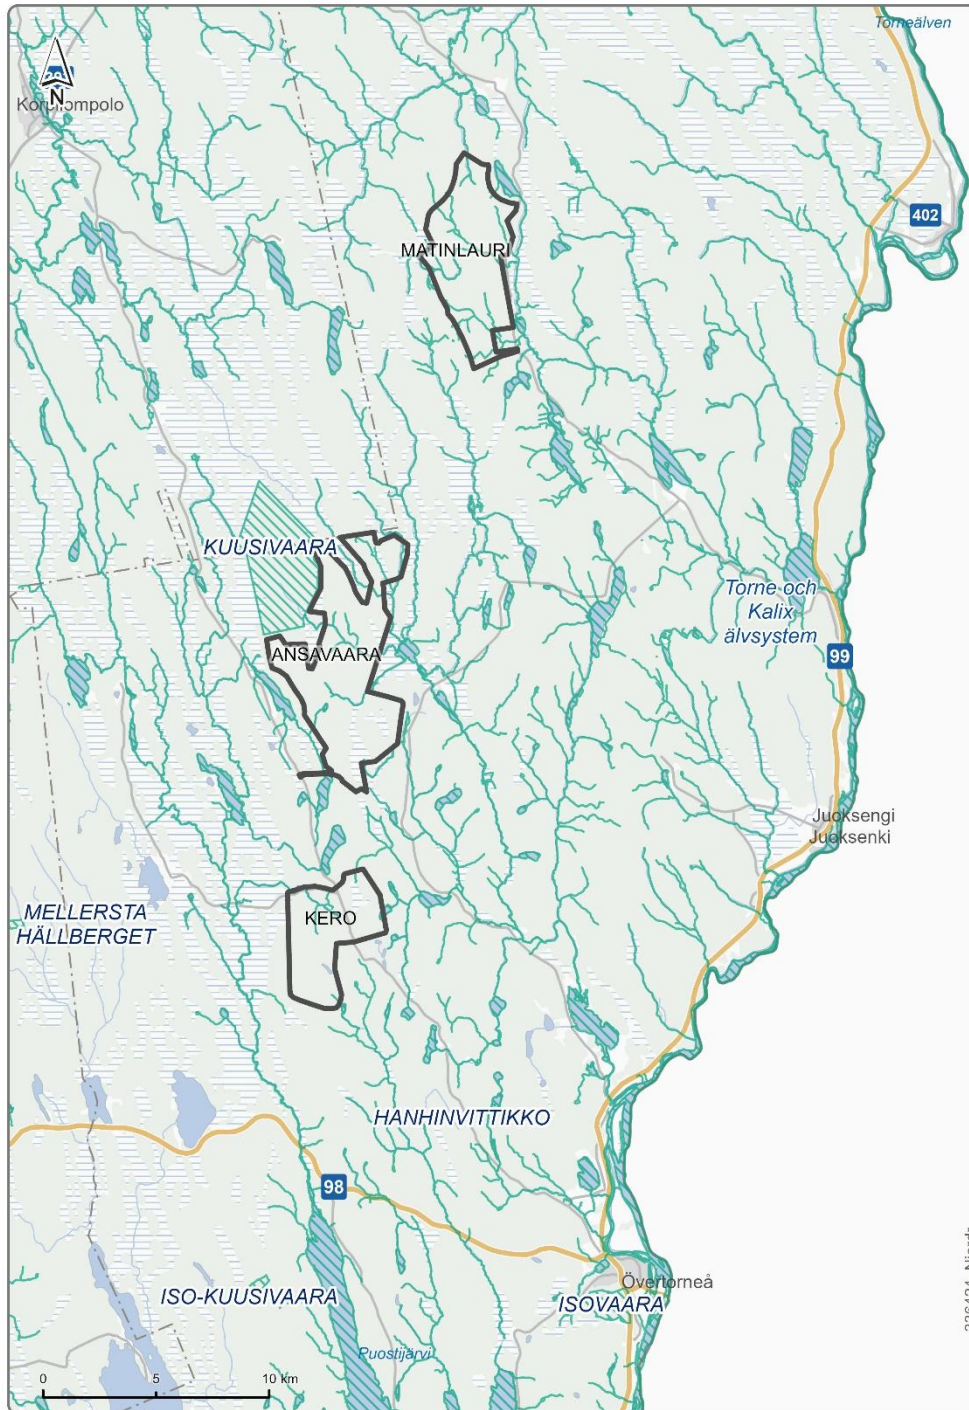 Torneälven
N
Korpilompolo
402
MATINLAURI
KUUSIVAARA
Torne och
Kalix
älvsystem
ANSAVAARA
99
Juoksengi
Juoksenki
MELLERSTA
HÄLLBERGET
KERO
HANHINVITTIKKO
98
Övertorneå
ISO-KUUSIVAARA
ISOVAARA
Puostijärvi
0 5 10 km